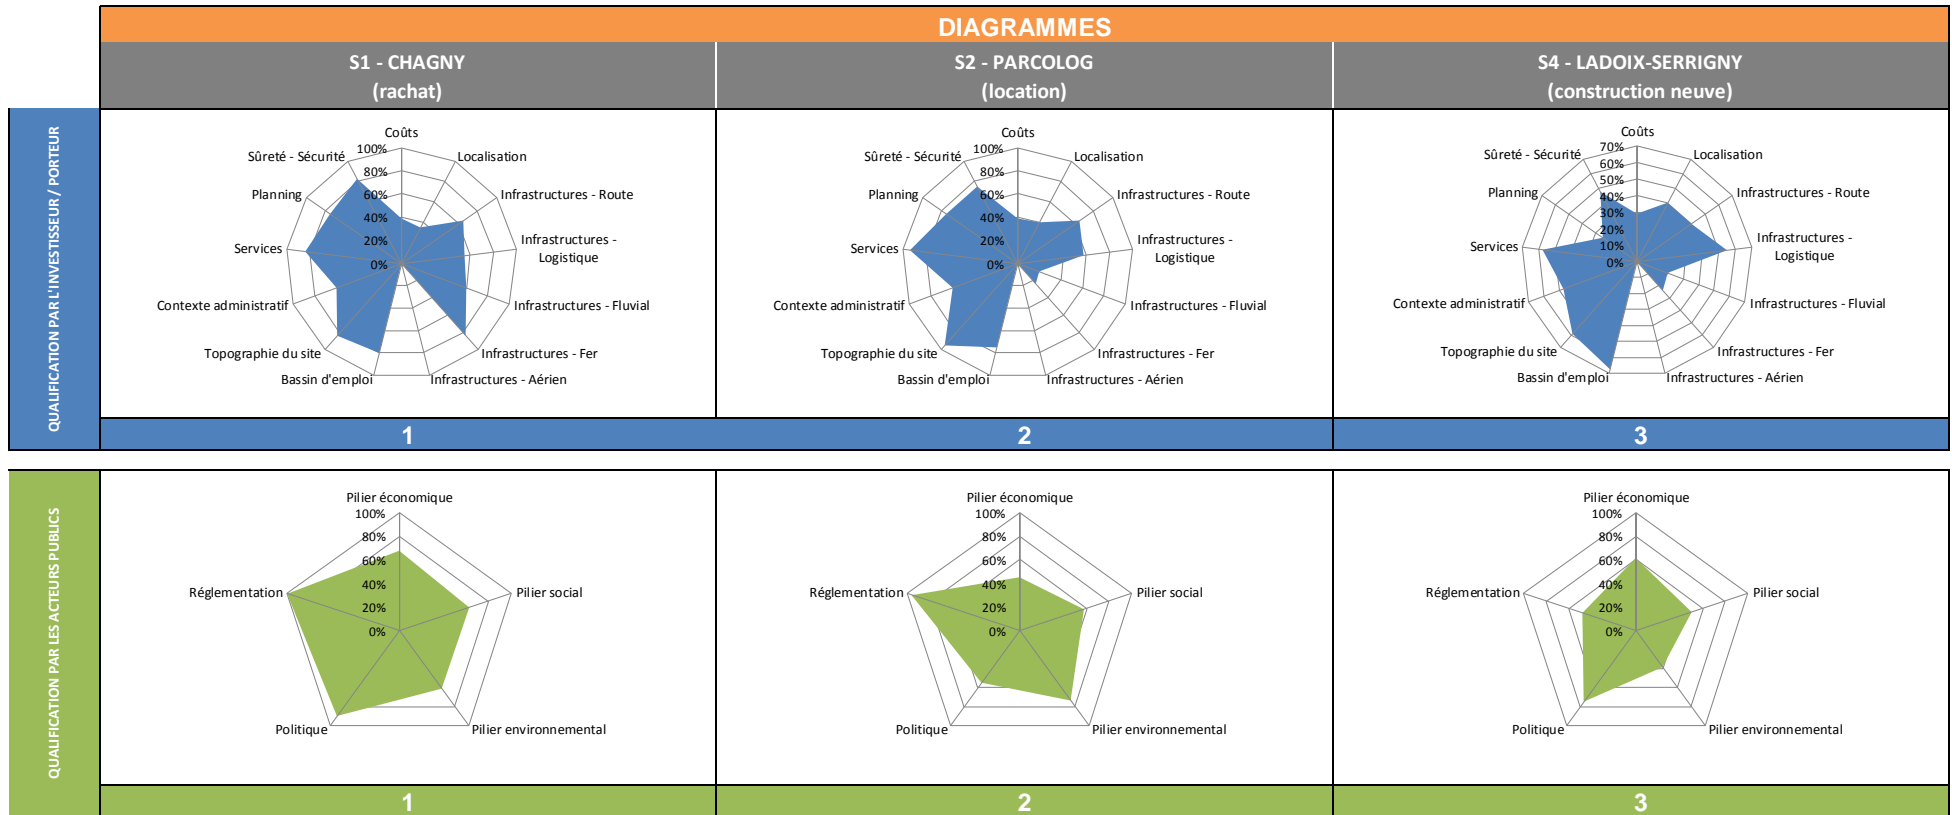 DIAGRAMMES
S1 - CHAGNY
(rachat)
S2 - PARCOLOG
(location)
S4 - LADOIX-SERRIGNY
(construction neuve)
QUALIFICATION PAR L'INVESTISSEUR / PORTEUR
Coûts
Localisation
Infrastructures - Route
Infrastructures -
Logistique
Infrastructures - Fluvial
Infrastructures - Fer
Infrastructures - Aérien
Bassin d'emploi
Topographie du site
Contexte administratif
Services
Planning
Sûreté - Sécurité
100%
80%
60%
40%
20%
0%
Coûts
Localisation
Infrastructures - Route
Infrastructures -
Logistique
Infrastructures - Fluvial
Infrastructures - Fer
Infrastructures - Aérien
Bassin d'emploi
Topographie du site
Contexte administratif
Services
Planning
Sûreté - Sécurité
100%
80%
60%
40%
20%
0%
Coûts
Localisation
Infrastructures - Route
Infrastructures -
Logistique
Infrastructures - Fluvial
Infrastructures - Fer
Infrastructures - Aérien
Bassin d'emploi
Topographie du site
Contexte administratif
Services
Planning
Sûreté - Sécurité
70%
60%
50%
40%
30%
20%
10%
0%
1
2
3
QUALIFICATION PAR LES ACTEURS PUBLICS
Pilier économique
Pilier social
Pilier environnemental
Politique
Réglementation
100%
80%
60%
40%
20%
0%
Pilier économique
Pilier social
Pilier environnemental
Politique
Réglementation
100%
80%
60%
40%
20%
0%
Pilier économique
Pilier social
Pilier environnemental
Politique
Réglementation
100%
80%
60%
40%
20%
0%
1
2
3